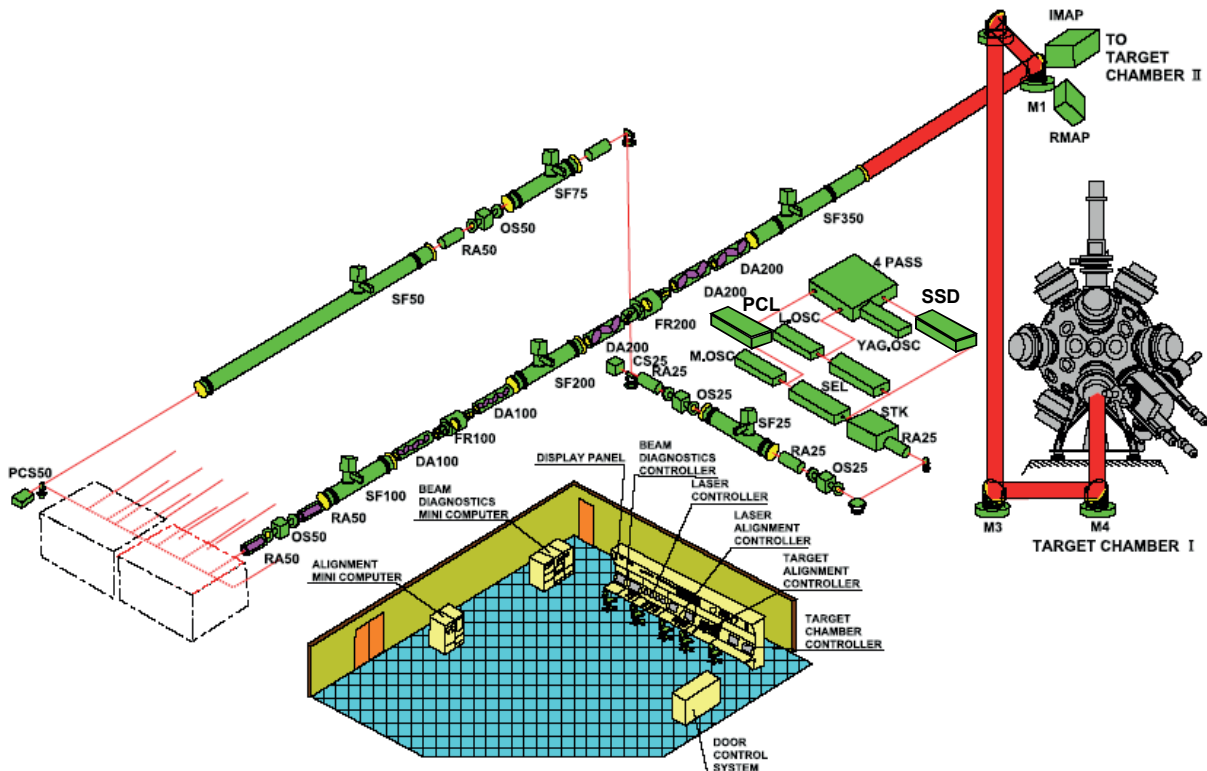 IMAP
TO
TARGET
CHAMBER Ⅱ
M1
RMAP
SF75
OS50
RA50
SF50
SF350
DA200
DA200
FR200
DA200
4 PASS
PCL
L.OSC
SSD
YAG.OSC
M.OSC
SEL
STK
RA25
CS25
RA25
OS25
SF25
RA25
OS25
SF200
DA100
FR100
DA100
SF100
RA50
OS50
RA50
PCS50
M3
M4
TARGET CHAMBER Ⅰ
DISPLAY PANEL
BEAM
DIAGNOSTICS
CONTROLLER
LASER
CONTROLLER
LASER
ALIGNMENT
CONTROLLER
TARGET
ALIGNMENT
CONTROLLER
TARGET
CHAMBER
CONTROLLER
BEAM
DIAGNOSTICS
MINI COMPUTER
ALIGNMENT
MINI COMPUTER
DOOR
CONTROL
SYSTEM